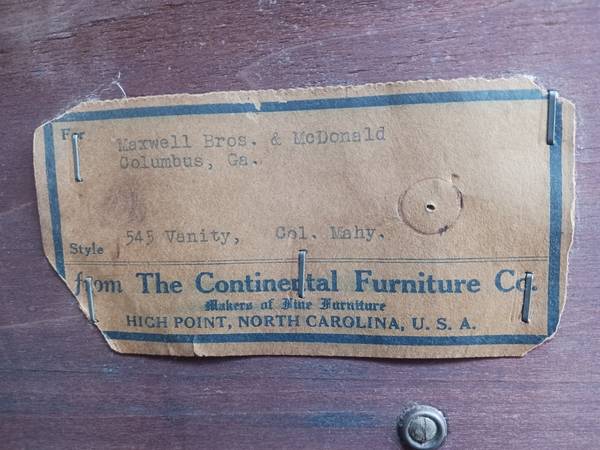 For Maxwell Bros. & McDonald
Columbus, Ga.
Style 545 Vanity, Col. Mahy.
from The Continental Furniture Co.
Makers of Fine Furniture
HIGH POINT, NORTH CAROLINA, U. S. A.